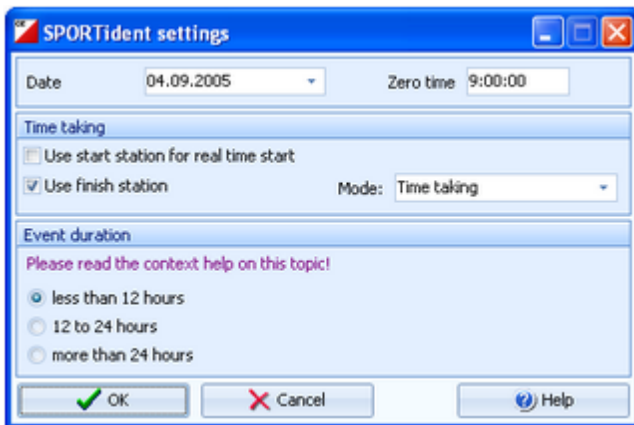 SPORTident settings
Date 04.09.2005 Zero time 9:00:00
Time taking
Use start station for real time start
Use finish station Mode: Time taking
Event duration
Please read the context help on this topic!
less than 12 hours
12 to 24 hours
more than 24 hours
OK Cancel Help